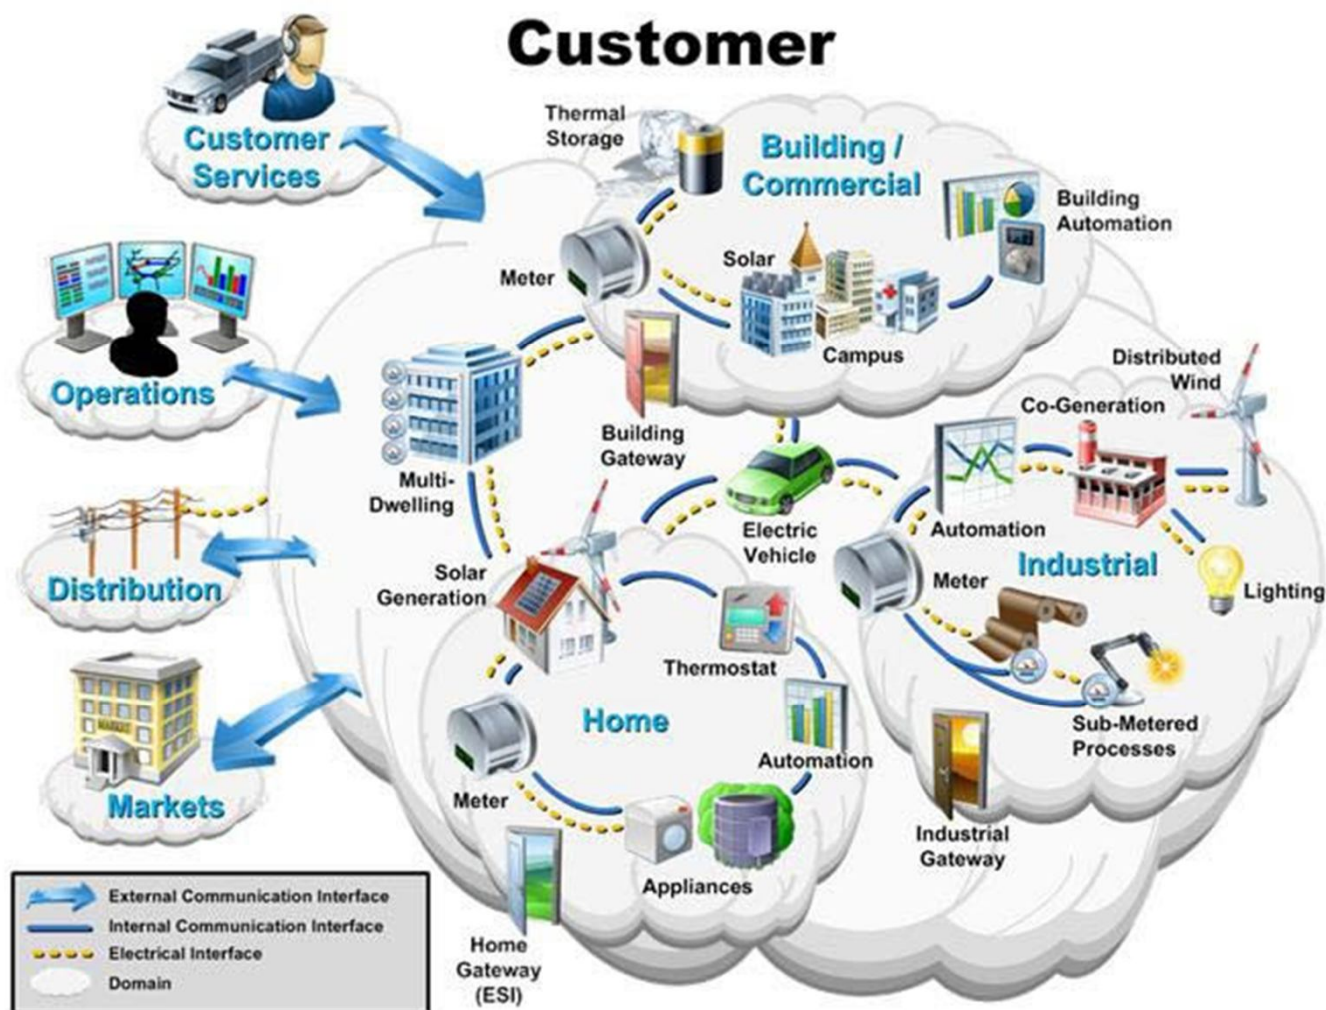 Customer
Customer
Services
Thermal
Storage
Building /
Commercial
Building
Automation
Meter
Solar
Campus
Operations
Building
Gateway
Multi-
Dwelling
Electric
Vehicle
Distributed
Wind
Co-Generation
Automation
Industrial
Meter
Lighting
Sub-Metered
Processes
Industrial
Gateway
Distribution
Solar
Generation
Thermostat
Home
Automation
Meter
Appliances
Home
Gateway
(ESI)
MARKET
Markets
External Communication Interface
Internal Communication Interface
Electrical Interface
Domain